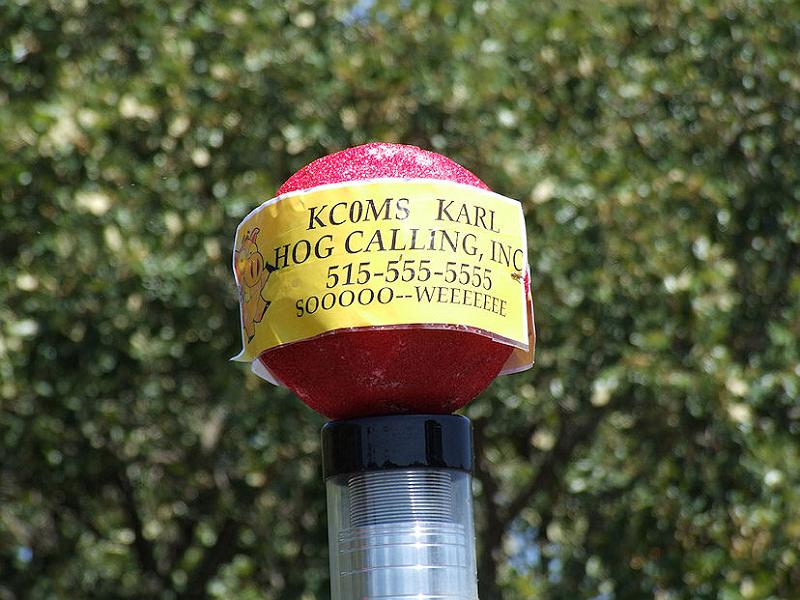 KC0MS KARL
HOG CALLING, INC
515-555-5555
SOOOOO--WEEEEEEE